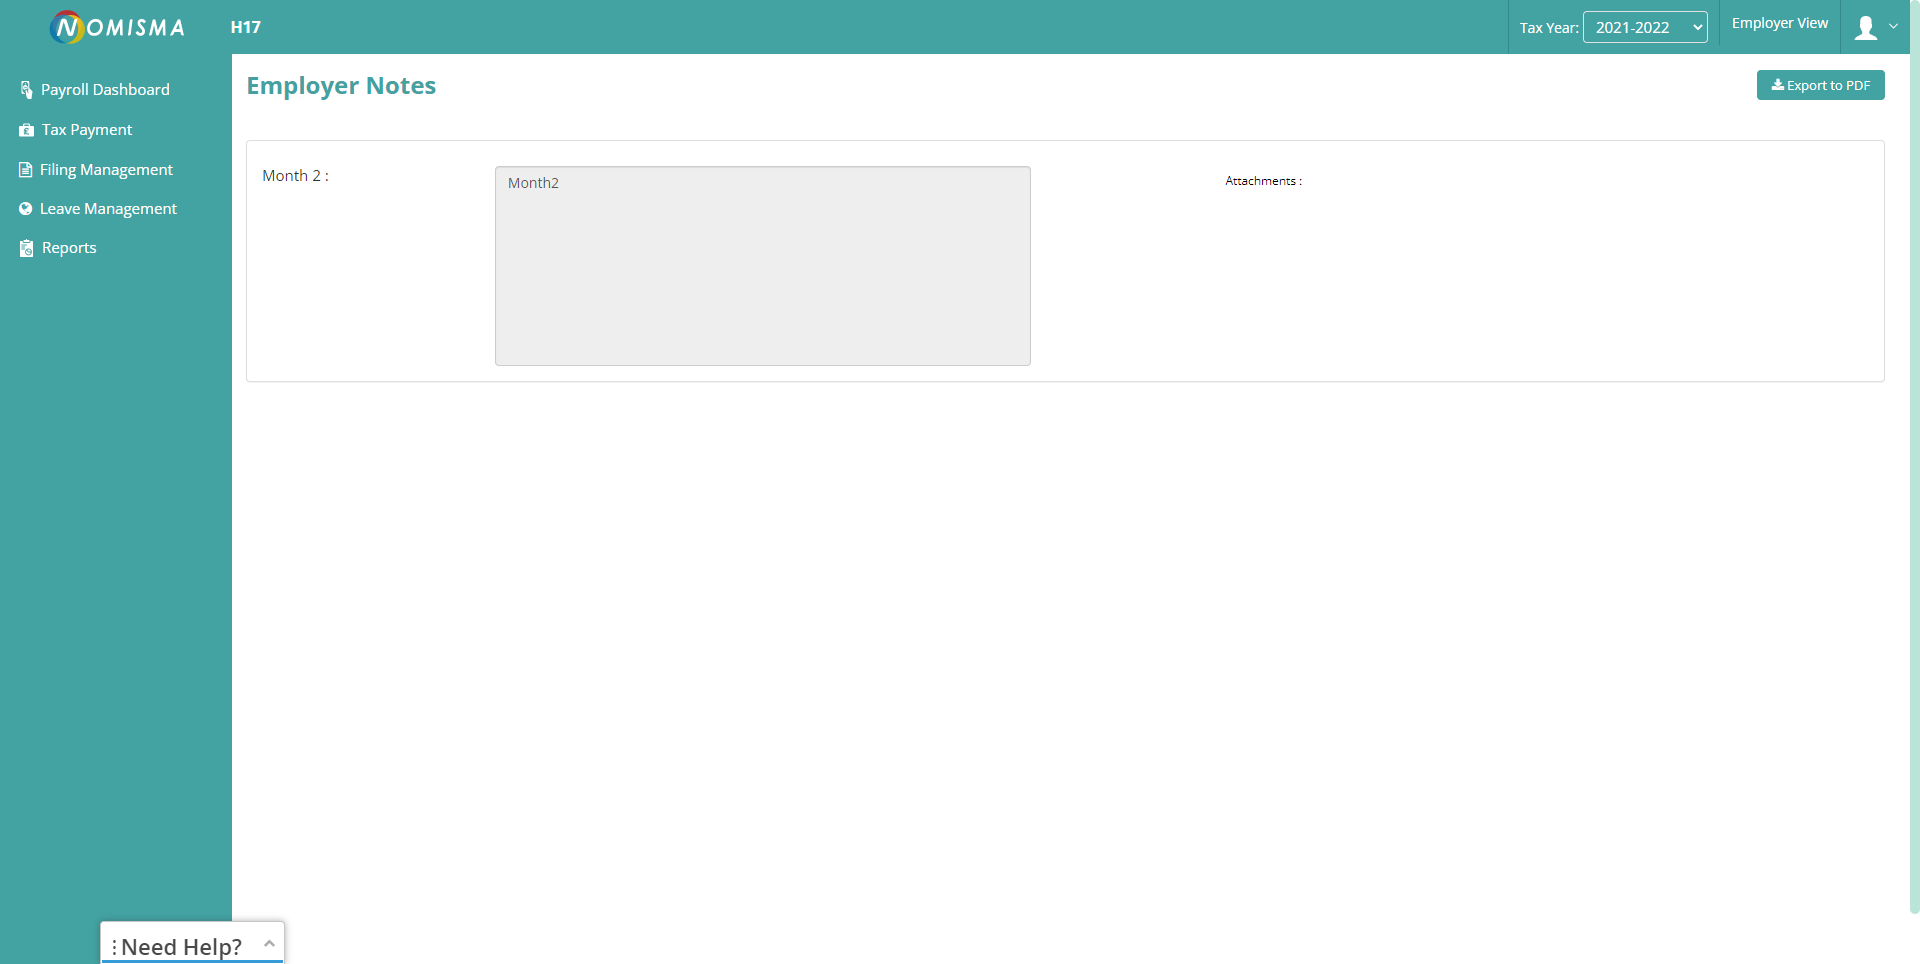 NOMISMA
H17
Tax Year: 2021-2022
Employer View
Payroll Dashboard
Tax Payment
Filing Management
Leave Management
Reports
Employer Notes
Export to PDF
Month 2 :
Month2
Attachments :
Need Help?